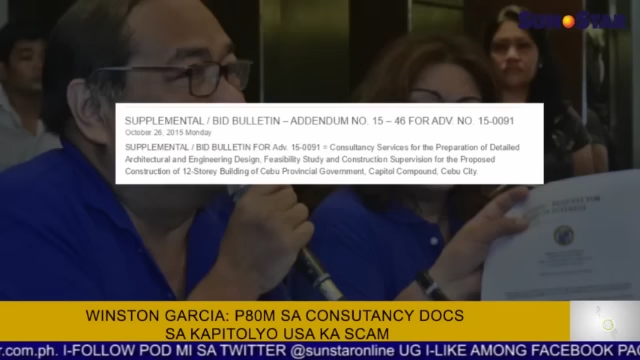 SUN★STAR
SUPPLEMENTAL / BID BULLETIN – ADDENDUM NO. 15 – 46 FOR ADV. NO. 15-0091
October 26, 2015 Monday
SUPPLEMENTAL / BID BULLETIN FOR Adv. 15-0091 = Consultancy Services for the Preparation of Detailed
Architectural and Engineering Design, Feasibility Study and Construction Supervision for the Proposed
Construction of 12-Storey Building of Cebu Provincial Government, Capitol Compound, Cebu City.
WINSTON GARCIA: P80M SA CONSUTANCY DOCS
SA KAPITOLYO USA KA SCAM
r.com.ph. I-FOLLOW POD MI SA TWITTER @sunstaronline UG I-LIKE AMONG FACEBOOK PAG